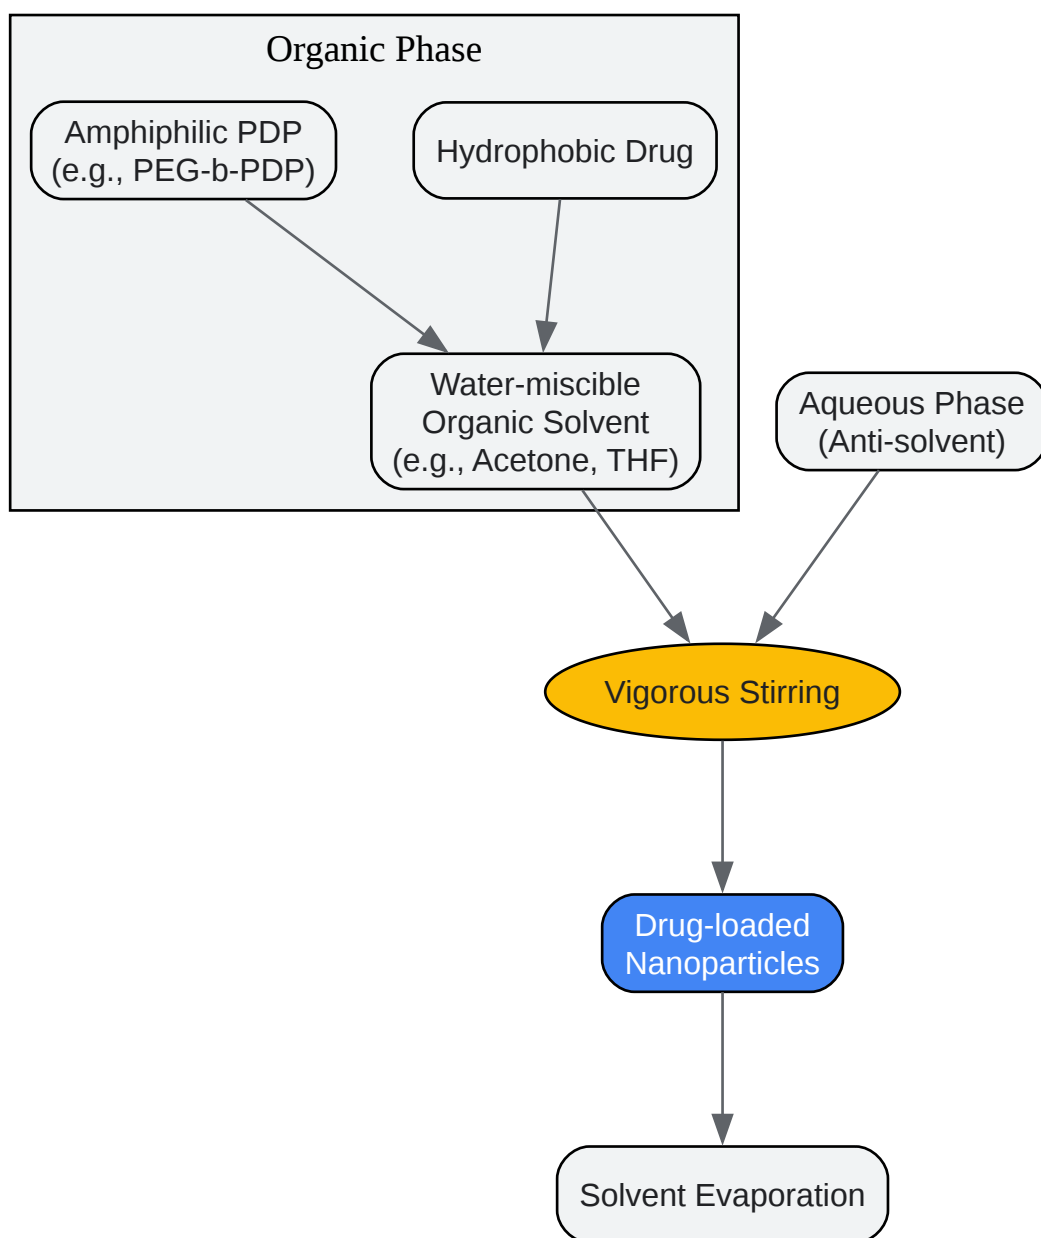 Organic Phase
Amphiphilic PDP
(e.g., PEG-b-PDP)
Hydrophobic Drug
Water-miscible
Organic Solvent
(e.g., Acetone, THF)
Aqueous Phase
(Anti-solvent)
Vigorous Stirring
Drug-loaded
Nanoparticles
Solvent Evaporation